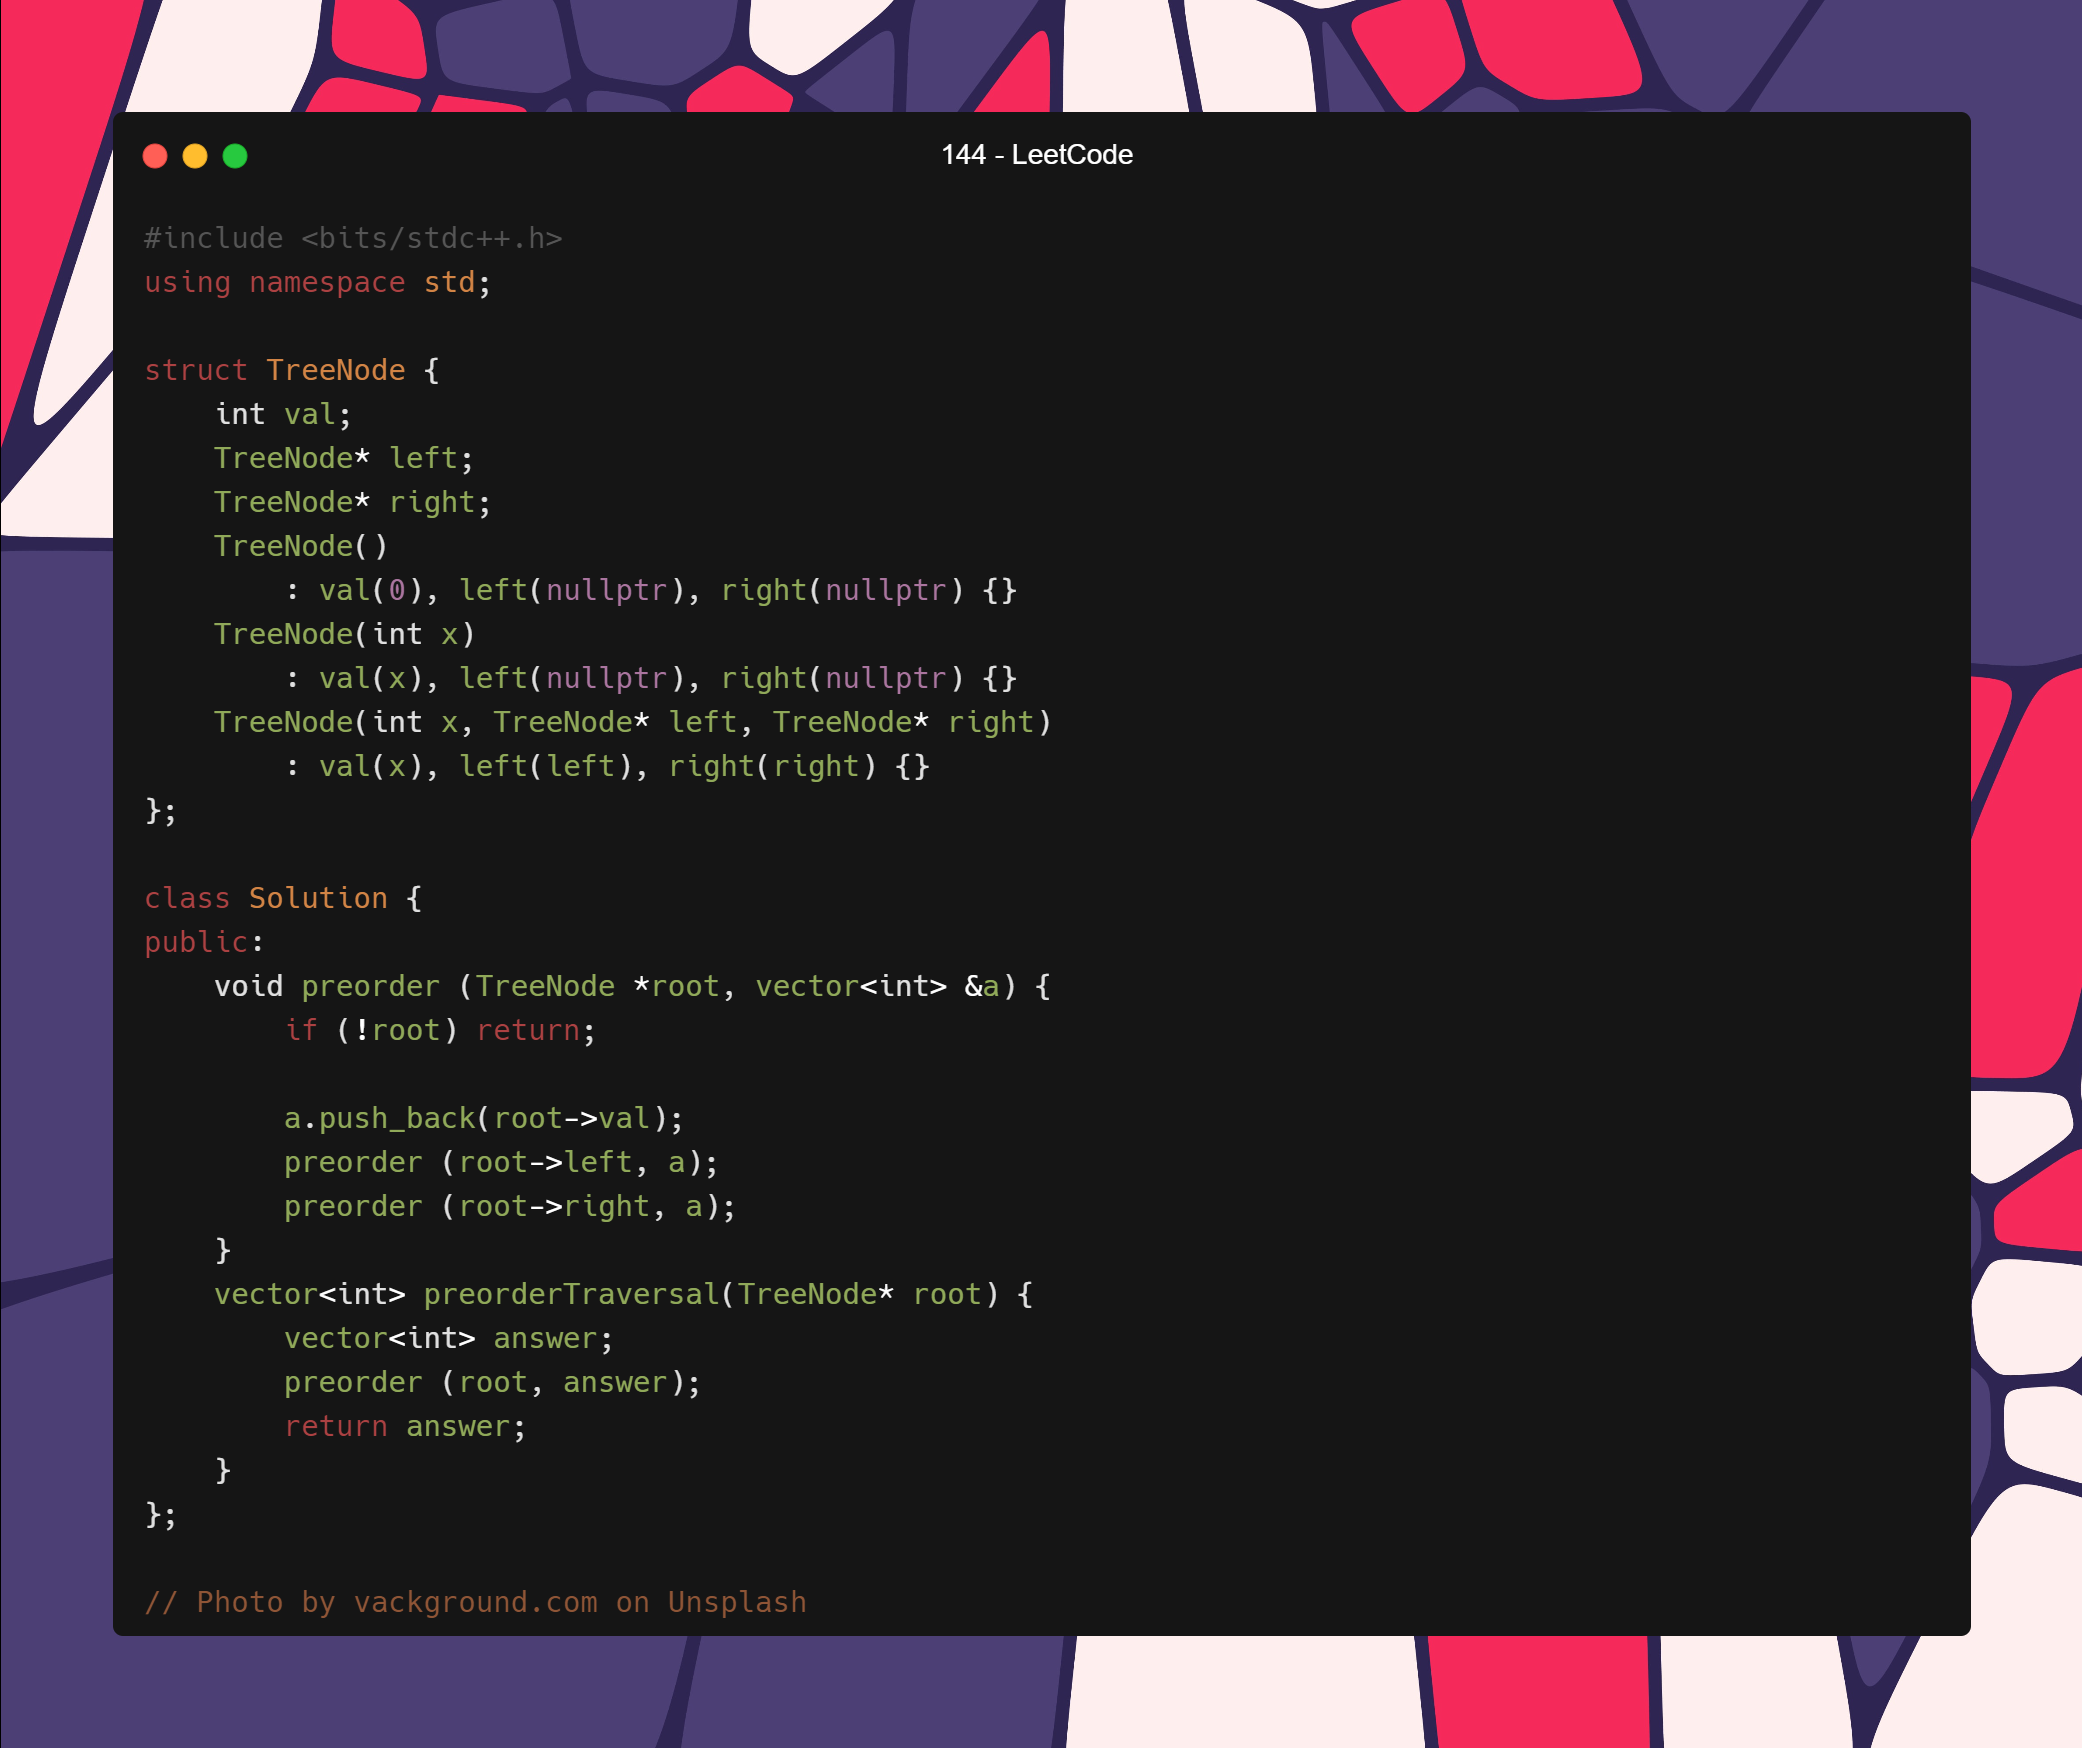 144 - LeetCode
#include <bits/stdc++.h>
using namespace std;
struct TreeNode {
    int val;
    TreeNode* left;
    TreeNode* right;
    TreeNode()
        : val(0), left(nullptr), right(nullptr) {}
    TreeNode(int x)
        : val(x), left(nullptr), right(nullptr) {}
    TreeNode(int x, TreeNode* left, TreeNode* right)
        : val(x), left(left), right(right) {}
};
class Solution {
public:
    void preorder (TreeNode *root, vector<int> &a) {
        if (!root) return;
        a.push_back(root->val);
        preorder (root->left, a);
        preorder (root->right, a);
    }
    vector<int> preorderTraversal(TreeNode* root) {
        vector<int> answer;
        preorder (root, answer);
        return answer;
    }
};
// Photo by vackground.com on Unsplash